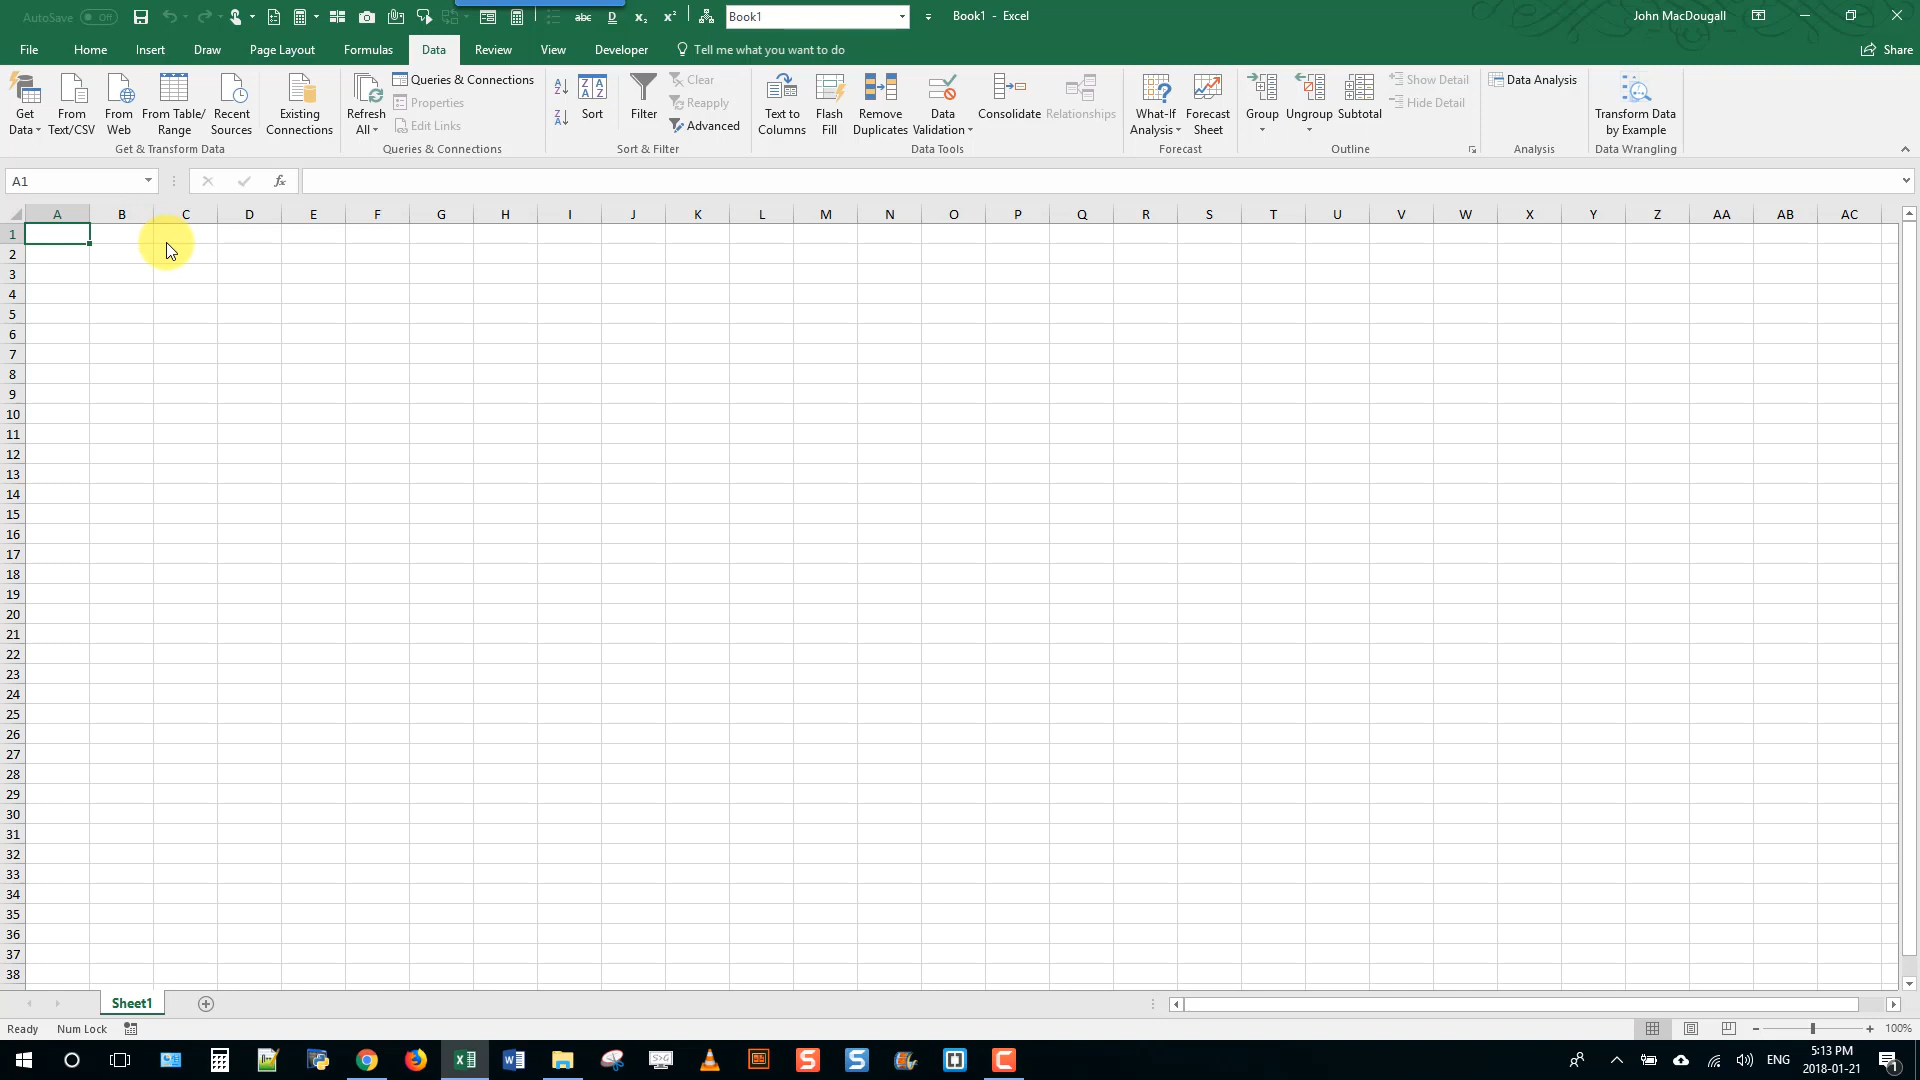 AutoSave Off abc D x₂ x² Book1 Book1 - Excel John MacDougall
File Home Insert Draw Page Layout Formulas Data Review View Developer Tell me what you want to do Share
Get Data
From Text/CSV
From Web
From Table/ Range
Recent Sources
Existing Connections
Get & Transform Data
Refresh All
Queries & Connections
Properties
Edit Links
Queries & Connections
Sort
Filter
Clear
Reapply
Advanced
Sort & Filter
Text to Columns
Flash Fill
Remove Duplicates
Data Validation
Consolidate
Relationships
Data Tools
What-If Analysis
Forecast Sheet
Forecast
Group
Ungroup
Subtotal
Show Detail
Hide Detail
Outline
Data Analysis
Analysis
Transform Data by Example
Data Wrangling
A1 fx
A B C D E F G H I J K L M N O P Q R S T U V W X Y Z AA AB AC
1
2
3
4
5
6
7
8
9
10
11
12
13
14
15
16
17
18
19
20
21
22
23
24
25
26
27
28
29
30
31
32
33
34
35
36
37
38
Sheet1
Ready Num Lock 100%
ENG 5:13 PM
2018-01-21 1